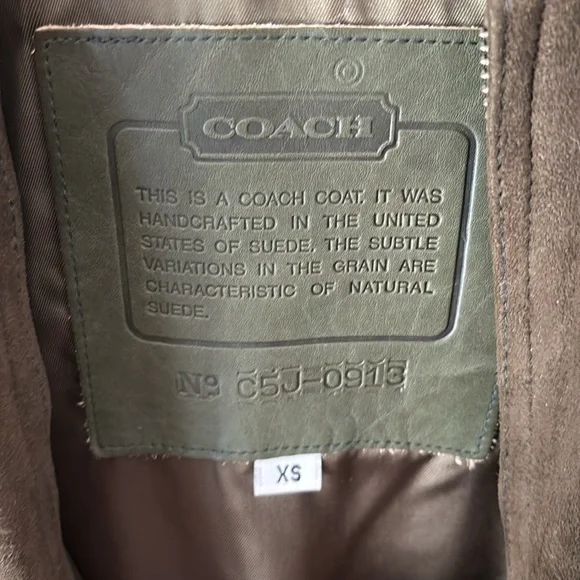 ®
COACH
THIS IS A COACH COAT. IT WAS
HANDCRAFTED IN THE UNITED
STATES OF SUEDE. THE SUBTLE
VARIATIONS IN THE GRAIN ARE
CHARACTERISTIC OF NATURAL
SUEDE.
No C5J-0913
XS